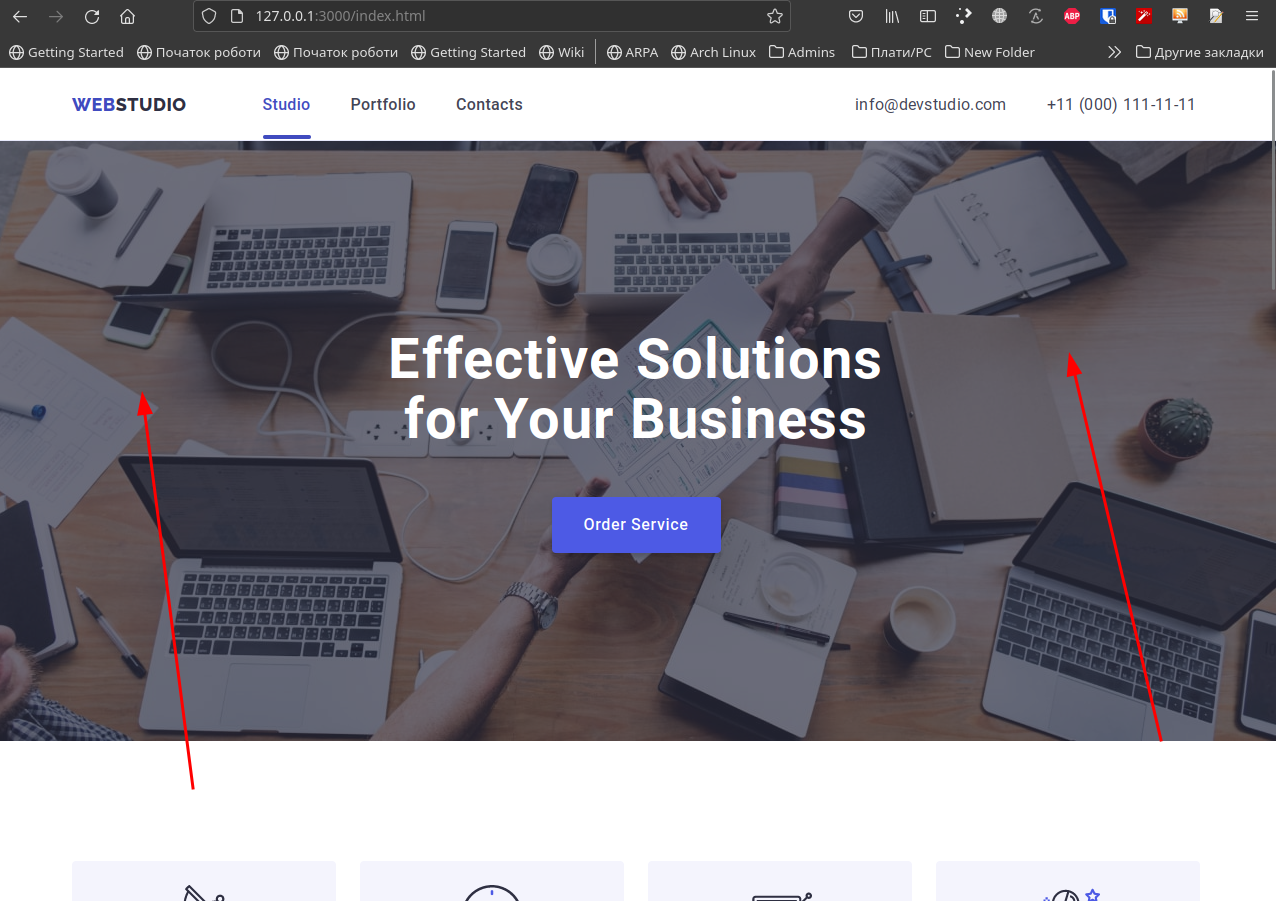 127.0.0.1:3000/index.html
ABP
Getting Started Початок роботи Початок роботи Getting Started Wiki ARPA Arch Linux Admins Плати/PC New Folder Другие закладки
WEBSTUDIO Studio Portfolio Contacts info@devstudio.com +11 (000) 111-11-11
Effective Solutions
for Your Business
Order Service